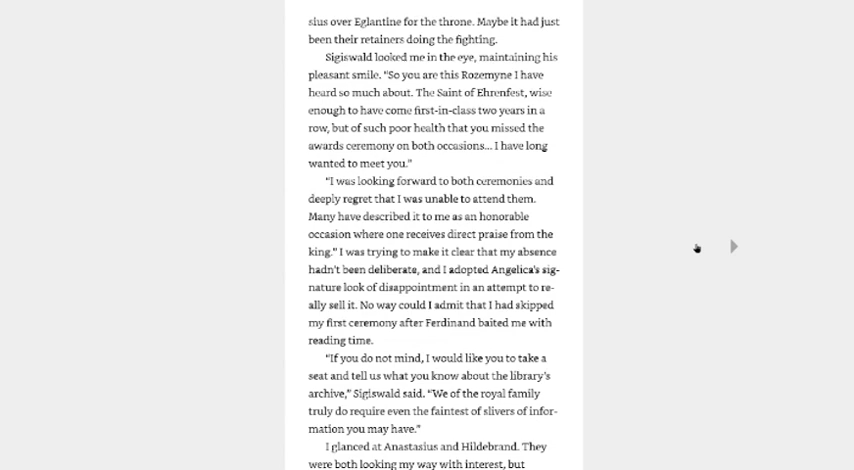 sius over Eglantine for the throne. Maybe it had just
been their retainers doing the fighting.
Sigiswald looked me in the eye, maintaining his
pleasant smile. “So you are this Rozemyne I have
heard so much about. The Saint of Ehrenfest, wise
enough to have come first-in-class two years in a
row, but of such poor health that you missed the
awards ceremony on both occasions... I have long
wanted to meet you.”
“I was looking forward to both ceremonies and
deeply regret that I was unable to attend them.
Many have described it to me as an honorable
occasion where one receives direct praise from the
king.” I was trying to make it clear that my absence
hadn’t been deliberate, and I adopted Angelica’s sig-
nature look of disappointment in an attempt to re-
ally sell it. No way could I admit that I had skipped
my first ceremony after Ferdinand baited me with
reading time.
“If you do not mind, I would like you to take a
seat and tell us what you know about the library’s
archive,” Sigiswald said. “We of the royal family
truly do require even the faintest of slivers of infor-
mation you may have.”
I glanced at Anastasius and Hildebrand. They
were both looking my way with interest, but